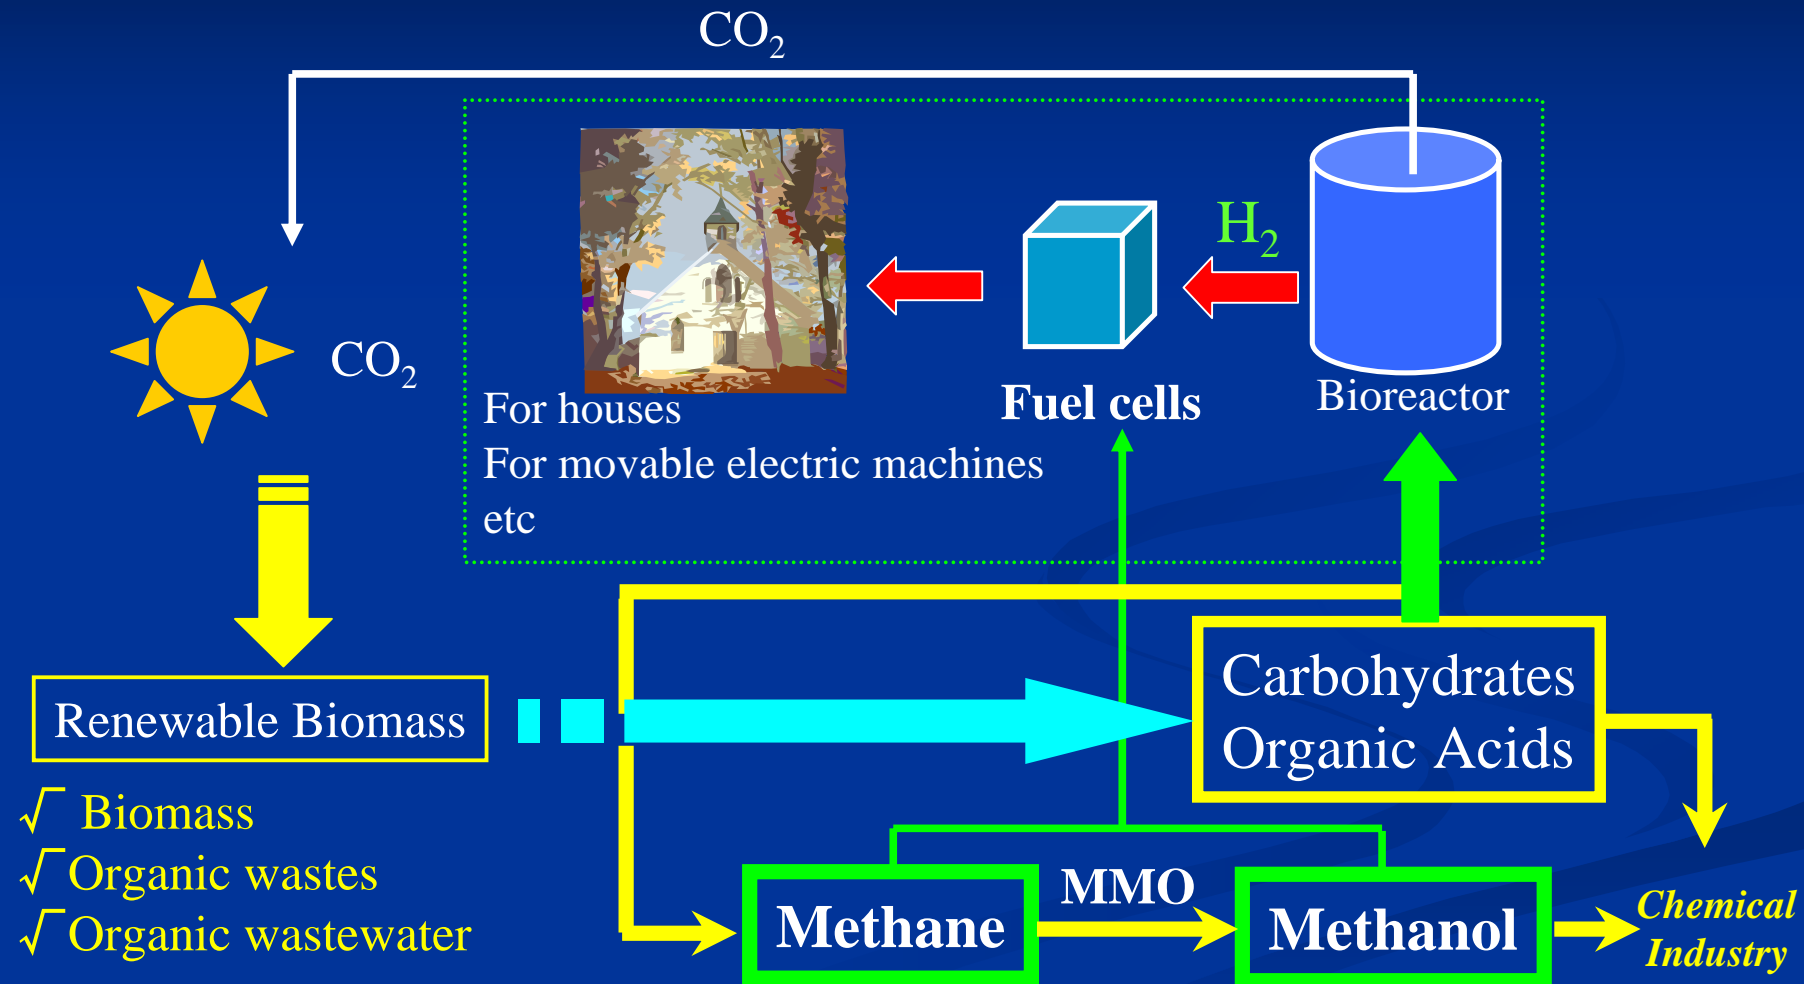 CO₂
H₂
CO₂
Fuel cells
Bioreactor
For houses
For movable electric machines
etc
Renewable Biomass
Carbohydrates
Organic Acids
√ Biomass
√ Organic wastes
√ Organic wastewater
MMO
Methane
Methanol
Chemical
Industry